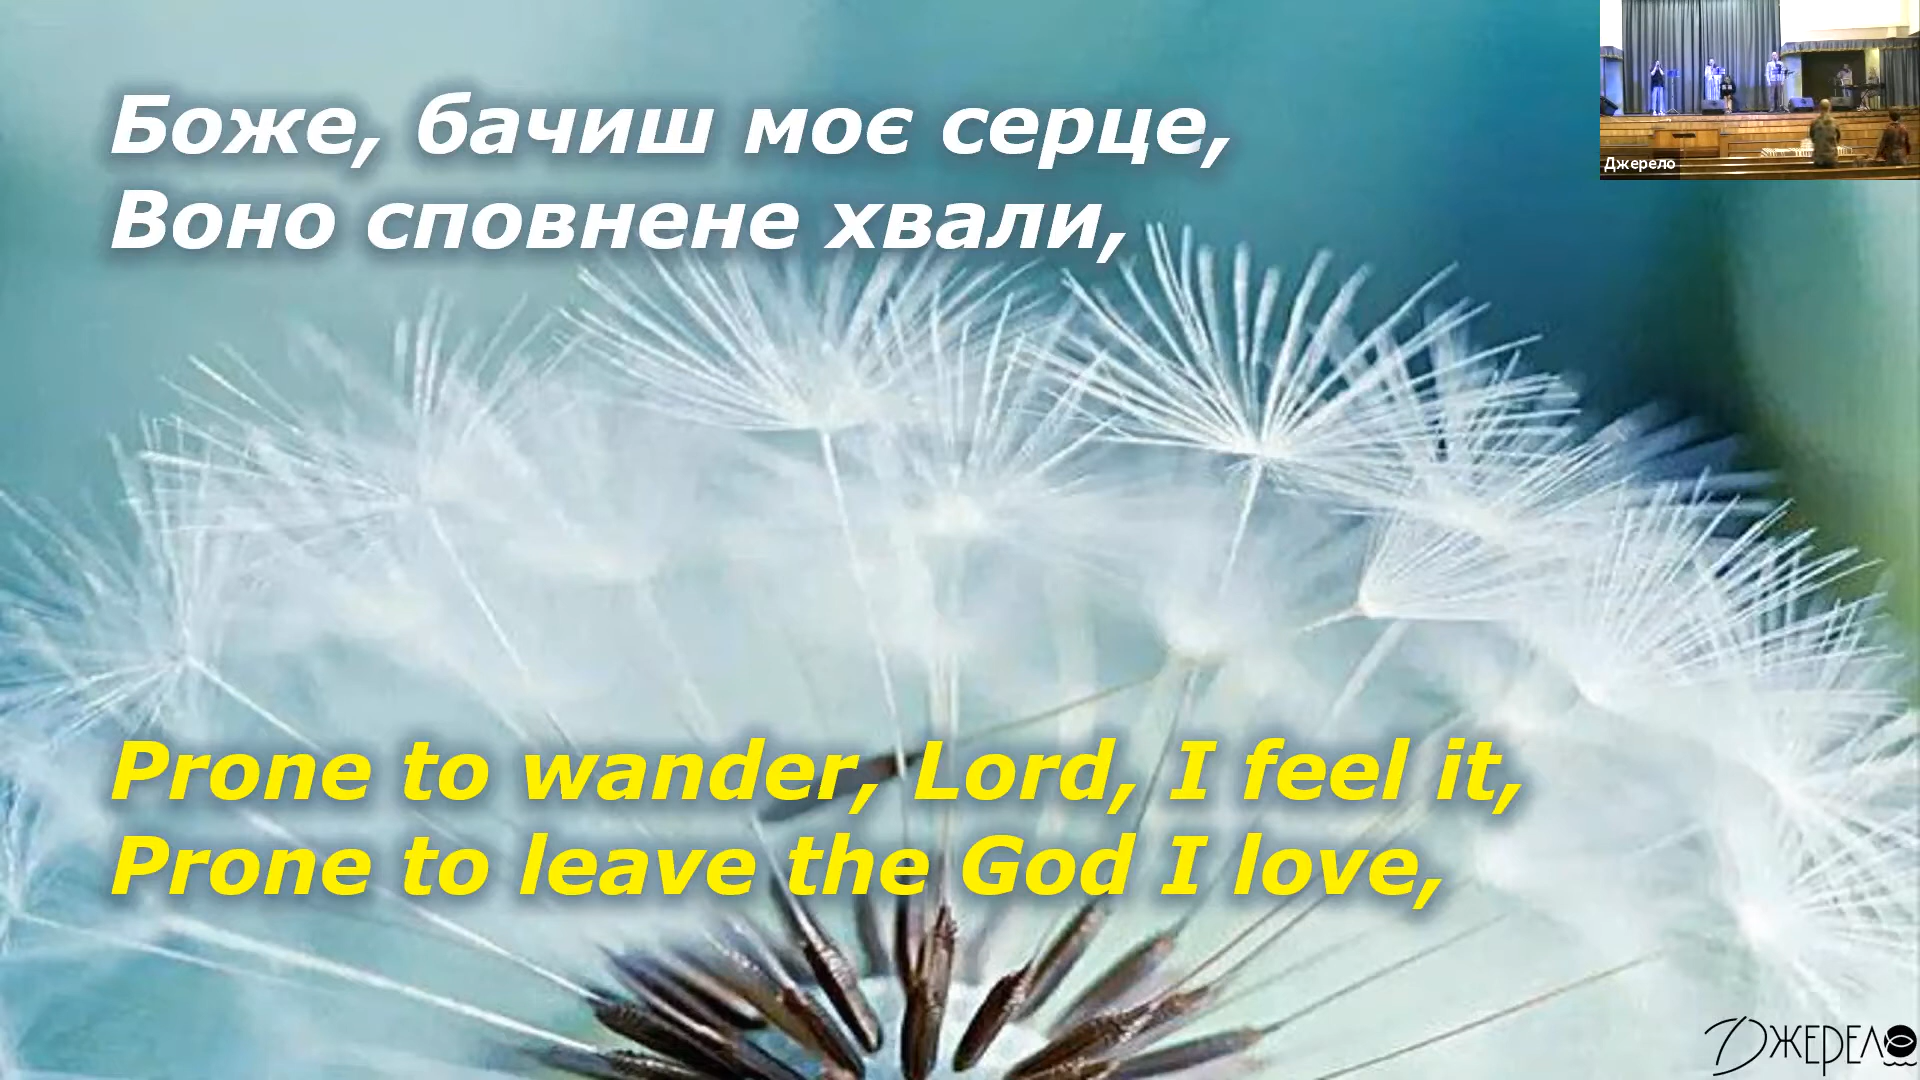 Боже, бачиш моє серце,
Воно сповнене хвали,
Джерело
Prone to wander, Lord, I feel it,
Prone to leave the God I love,
ДЖЕРЕЛО